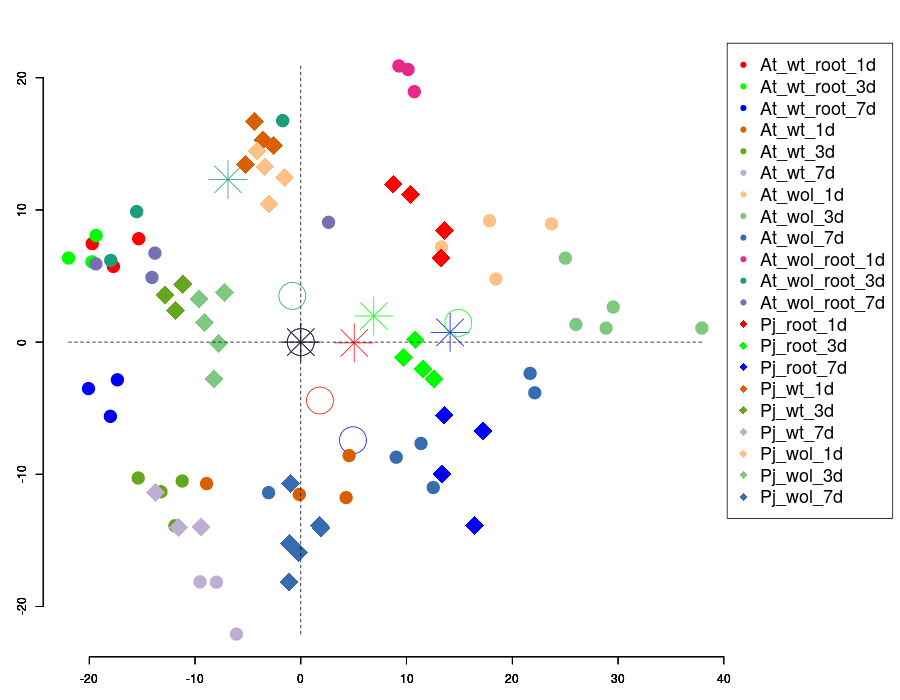 At_wt_root_1d
At_wt_root_3d
At_wt_root_7d
At_wt_1d
At_wt_3d
At_wt_7d
At_wol_1d
At_wol_3d
At_wol_7d
At_wol_root_1d
At_wol_root_3d
At_wol_root_7d
Pj_root_1d
Pj_root_3d
Pj_root_7d
Pj_wt_1d
Pj_wt_3d
Pj_wt_7d
Pj_wol_1d
Pj_wol_3d
Pj_wol_7d
20
10
0
-10
-20
-20 -10 0 10 20 30 40